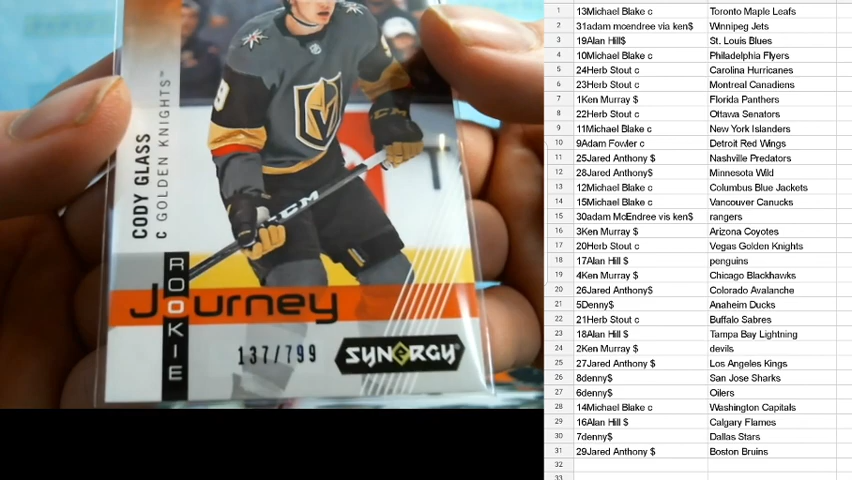 CODY GLASS
C GOLDEN KNIGHTS™
9
CCM
ROOKIE
Journey
137/799
SYNERGY
1 13Michael Blake c Toronto Maple Leafs
2 31adam mcendree via ken$ Winnipeg Jets
3 19Alan Hill$ St. Louis Blues
4 10Michael Blake c Philadelphia Flyers
5 24Herb Stout c Carolina Hurricanes
6 23Herb Stout c Montreal Canadiens
7 1Ken Murray $ Florida Panthers
8 22Herb Stout c Ottawa Senators
9 11Michael Blake c New York Islanders
10 9Adam Fowler c Detroit Red Wings
11 25Jared Anthony $ Nashville Predators
12 28Jared Anthony$ Minnesota Wild
13 12Michael Blake c Columbus Blue Jackets
14 15Michael Blake c Vancouver Canucks
15 30adam McEndree vis ken$ rangers
16 3Ken Murray $ Arizona Coyotes
17 20Herb Stout c Vegas Golden Knights
18 17Alan Hill $ penguins
19 4Ken Murray $ Chicago Blackhawks
20 26Jared Anthony$ Colorado Avalanche
21 5Denny$ Anaheim Ducks
22 21Herb Stout c Buffalo Sabres
23 18Alan Hill $ Tampa Bay Lightning
24 2Ken Murray $ devils
25 27Jared Anthony $ Los Angeles Kings
26 8denny$ San Jose Sharks
27 6denny$ Oilers
28 14Michael Blake c Washington Capitals
29 16Alan Hill $ Calgary Flames
30 7denny$ Dallas Stars
31 29Jared Anthony $ Boston Bruins
32
33